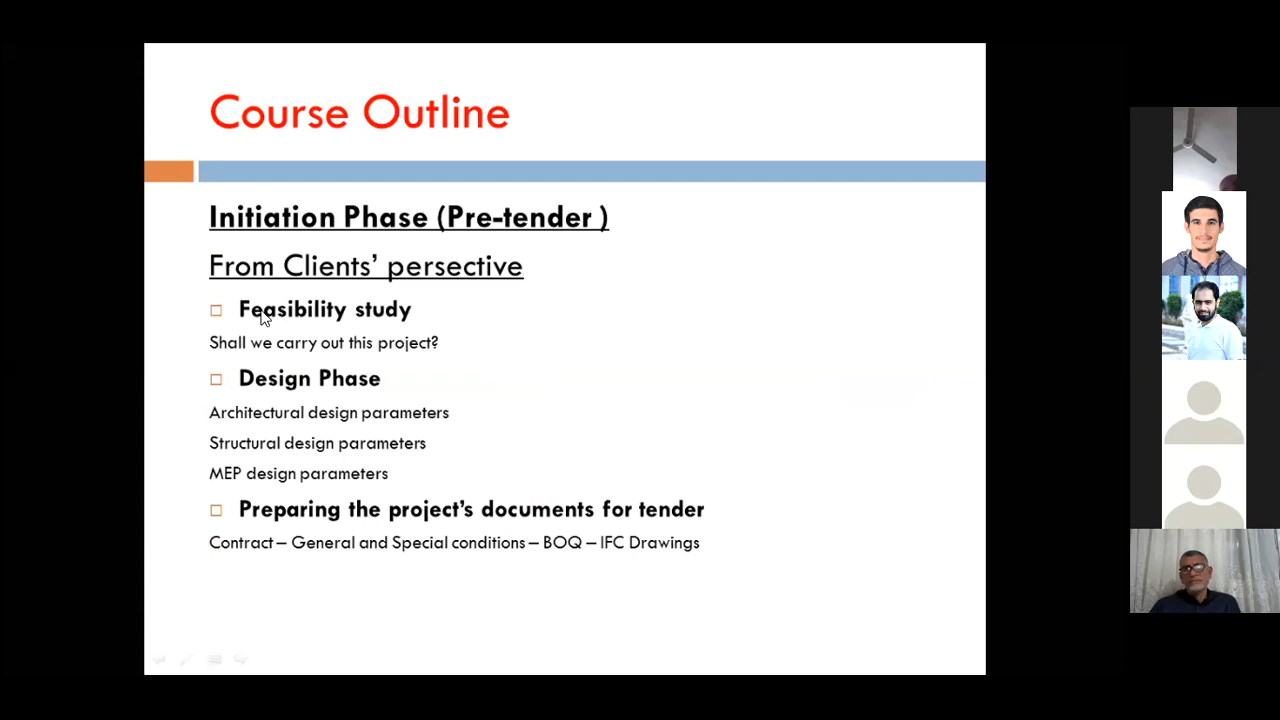 Course Outline
Initiation Phase (Pre-tender )
From Clients’ persective
Feasibility study
Shall we carry out this project?
Design Phase
Architectural design parameters
Structural design parameters
MEP design parameters
Preparing the project’s documents for tender
Contract – General and Special conditions – BOQ – IFC Drawings